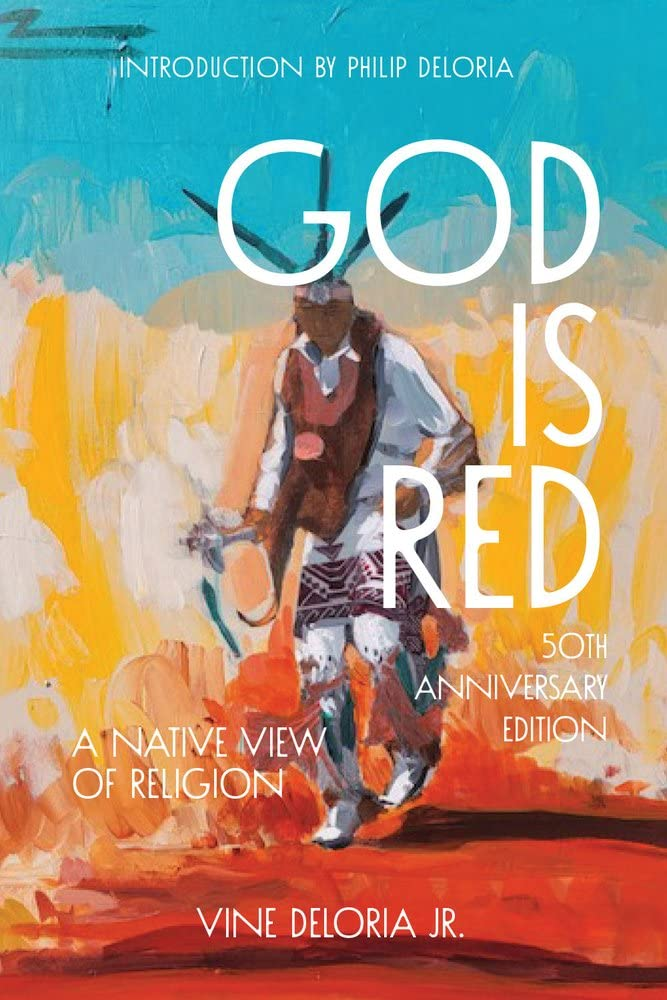 INTRODUCTION BY PHILIP DELORIA
GOD
IS
RED
50TH
ANNIVERSARY
EDITION
A NATIVE VIEW
OF RELIGION
VINE DELORIA JR.